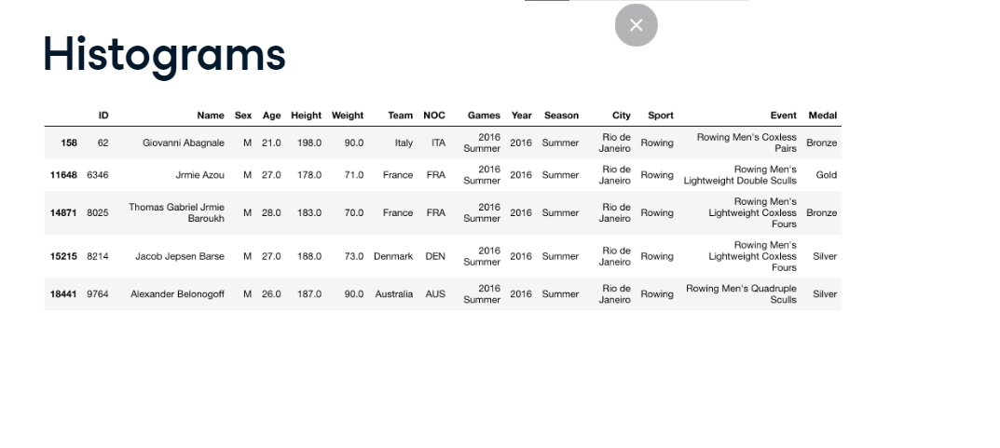 Histograms
ID Name Sex Age Height Weight Team NOC Games Year Season City Sport Event Medal
158 62 Giovanni Abagnale M 21.0 198.0 90.0 Italy ITA 2016 Summer 2016 Summer Rio de Janeiro Rowing Rowing Men's Coxless Pairs Bronze
11648 6346 Jrmie Azou M 27.0 178.0 71.0 France FRA 2016 Summer 2016 Summer Rio de Janeiro Rowing Rowing Men's Lightweight Double Sculls Gold
14871 8025 Thomas Gabriel Jrmie Baroukh M 28.0 183.0 70.0 France FRA 2016 Summer 2016 Summer Rio de Janeiro Rowing Rowing Men's Lightweight Coxless Fours Bronze
15215 8214 Jacob Jepsen Barse M 27.0 188.0 73.0 Denmark DEN 2016 Summer 2016 Summer Rio de Janeiro Rowing Rowing Men's Lightweight Coxless Fours Silver
18441 9764 Alexander Belonogoff M 26.0 187.0 90.0 Australia AUS 2016 Summer 2016 Summer Rio de Janeiro Rowing Rowing Men's Quadruple Sculls Silver